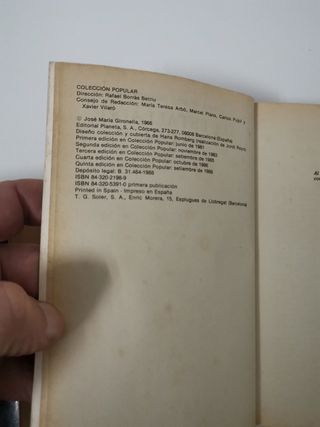 COLECCIÓN POPULAR
Dirección: Rafael Borràs Betriu
Consejo de Redacción: María Teresa Arbó, Marcel Plans, Carlos Pujol y
Xavier Vilaró
© José María Gironella, 1966
Editorial Planeta, S. A., Córcega, 273-277, 08008 Barcelona (España)
Diseño colección y cubierta de Hans Romberg (realización de Jordi Royo)
Primera edición en Colección Popular: junio de 1981
Segunda edición en Colección Popular: noviembre de 1983
Tercera edición en Colección Popular: setiembre de 1985
Cuarta edición en Colección Popular: octubre de 1986
Quinta edición en Colección Popular: setiembre de 1988
Depósito legal: B. 31.484-1988
ISBN 84-320-2196-9
ISBN 84-320-5391-0 primera publicación
Printed in Spain - Impreso en España
T. G. Soler, S. A., Enric Morera, 15, Esplugues de Llobregat (Barcelona)
Al